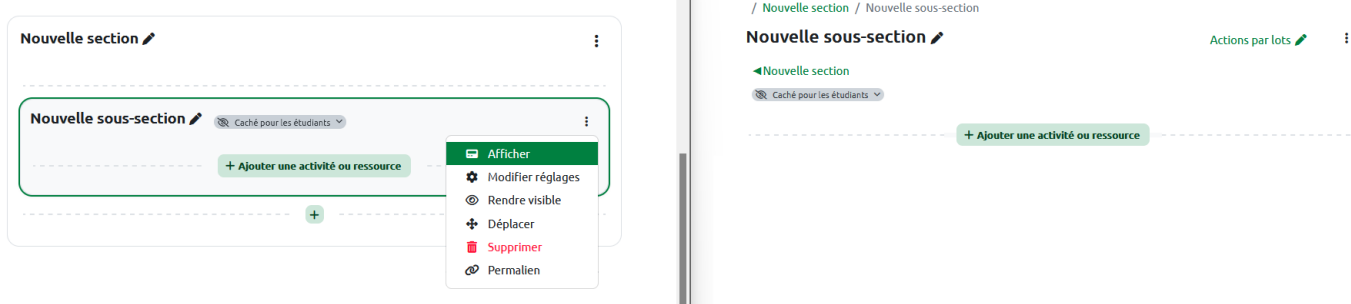 Nouvelle section
Nouvelle sous-section
Caché pour les étudiants
+ Ajouter une activité ou ressource
Afficher
Modifier réglages
Rendre visible
Déplacer
Supprimer
Permalien
+
/ Nouvelle section / Nouvelle sous-section
Nouvelle sous-section
Actions par lots
◄Nouvelle section
Caché pour les étudiants
+ Ajouter une activité ou ressource